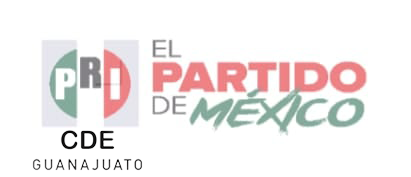 PRI
EL
PARTIDO
DE MÉXICO
CDE
GUANAJUATO